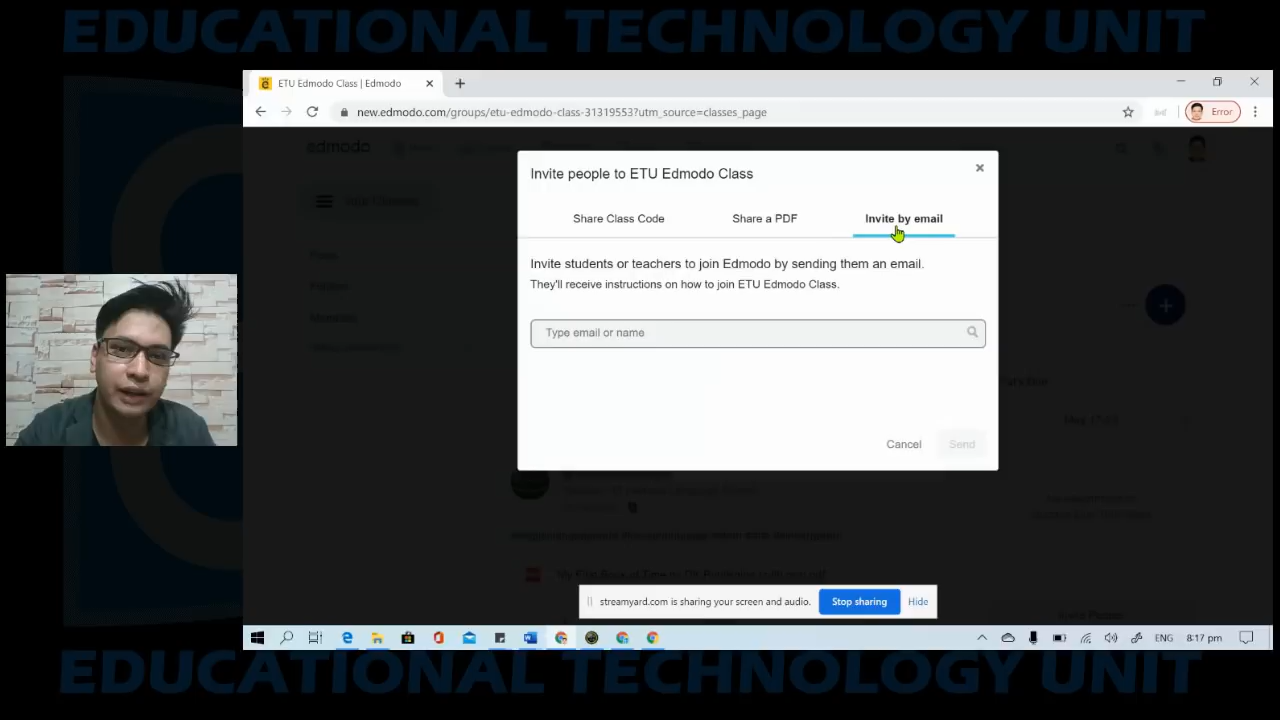 EDUCATIONAL TECHNOLOGY UNIT
ETU Edmodo Class | Edmodo
new.edmodo.com/groups/etu-edmodo-class-31319553?utm_source=classes_page
Error
edmodo
Invite people to ETU Edmodo Class
Share Class Code
Share a PDF
Invite by email
Invite students or teachers to join Edmodo by sending them an email.
They'll receive instructions on how to join ETU Edmodo Class.
Type email or name
Cancel
Send
streamyard.com is sharing your screen and audio.
Stop sharing
Hide
ENG
8:17 pm
EDUCATIONAL TECHNOLOGY UNIT